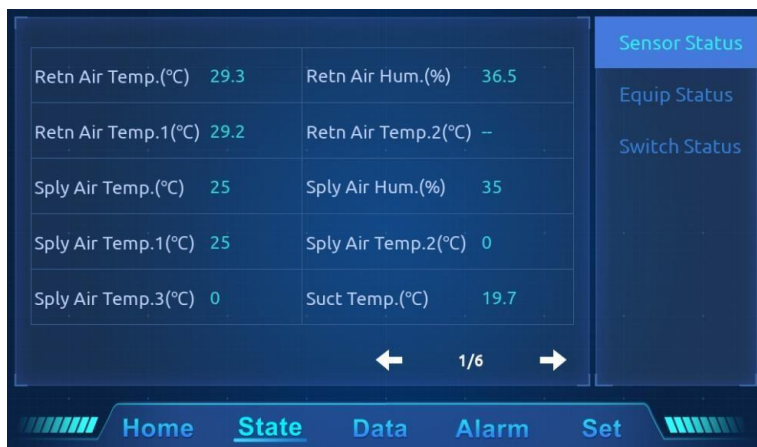 Sensor Status
Retn Air Temp.(℃) 29.3 Retn Air Hum.(%) 36.5
Equip Status
Retn Air Temp.1(℃) 29.2 Retn Air Temp.2(℃) --
Switch Status
Sply Air Temp.(℃) 25 Sply Air Hum.(%) 35
Sply Air Temp.1(℃) 25 Sply Air Temp.2(℃) 0
Sply Air Temp.3(℃) 0 Suct Temp.(℃) 19.7
1/6
Home State Data Alarm Set